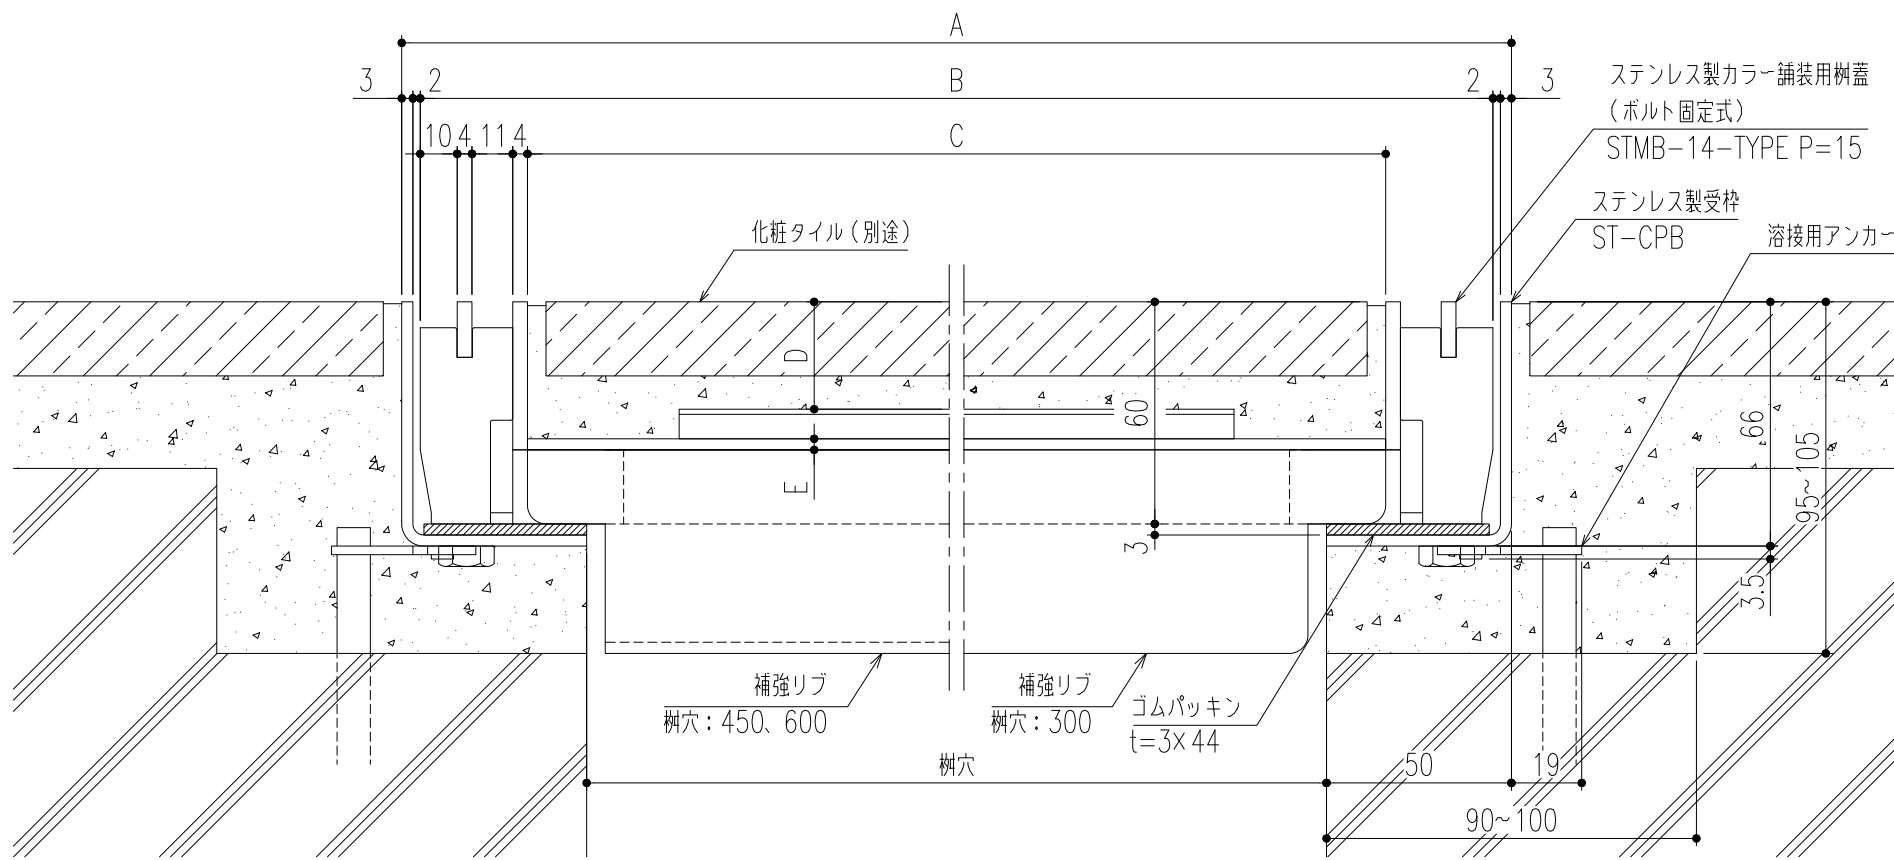 A
3
2
B
2
3
10
4
11
4
C
ステンレス製カラー舗装用桝蓋
（ボルト固定式）
STMB-14-TYPE P=15
ステンレス製受枠
ST-CPB
溶接用アンカー
化粧タイル（別途）
D
60
66
95~105
E
3
3.5
補強リブ
桝穴：450、600
補強リブ
桝穴：300
ゴムパッキン
t=3×44
桝穴
50
19
90~100